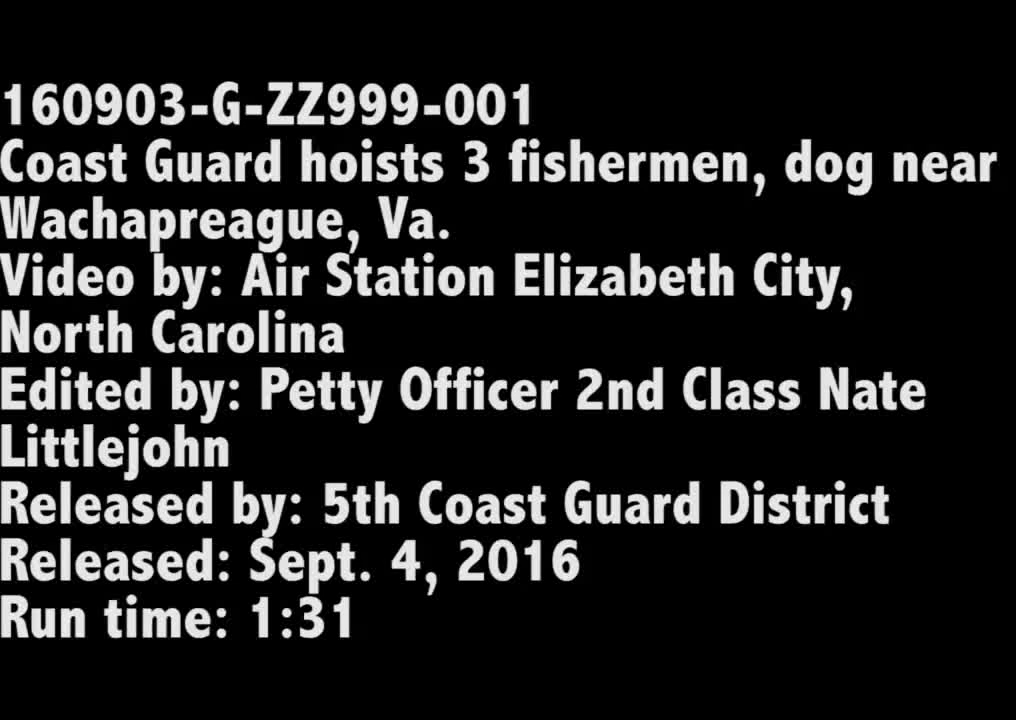 160903-G-ZZ999-001
Coast Guard hoists 3 fishermen, dog near
Wachapreague, Va.
Video by: Air Station Elizabeth City,
North Carolina
Edited by: Petty Officer 2nd Class Nate
Littlejohn
Released by: 5th Coast Guard District
Released: Sept. 4, 2016
Run time: 1:31